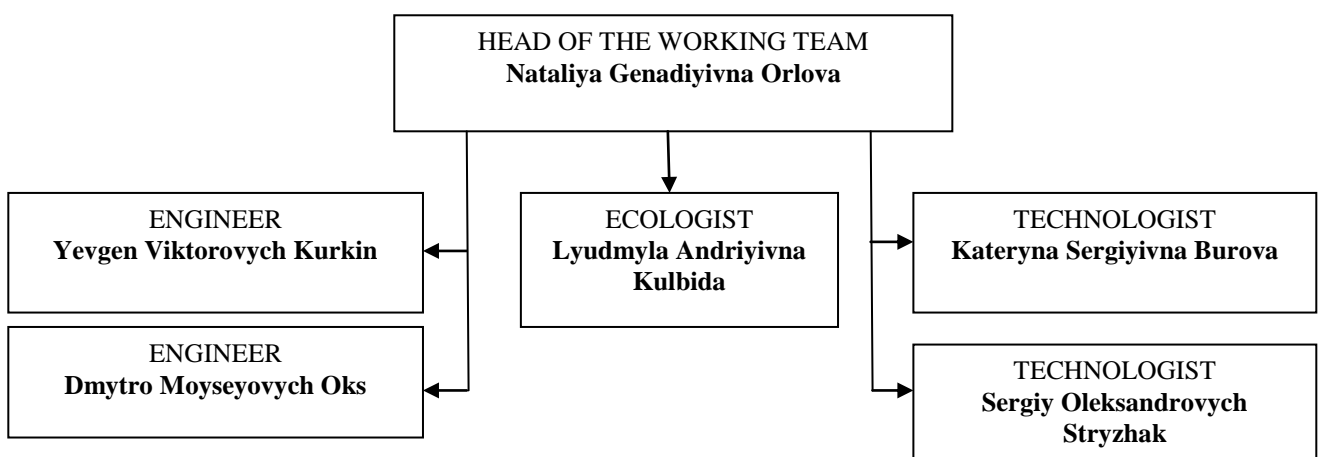 HEAD OF THE WORKING TEAM
Nataliya Genadiyivna Orlova
ENGINEER
Yevgen Viktorovych Kurkin
ECOLOGIST
Lyudmyla Andriyivna
Kulbida
TECHNOLOGIST
Kateryna Sergiyivna Burova
ENGINEER
Dmytro Moyseyovych Oks
TECHNOLOGIST
Sergiy Oleksandrovych
Stryzhak